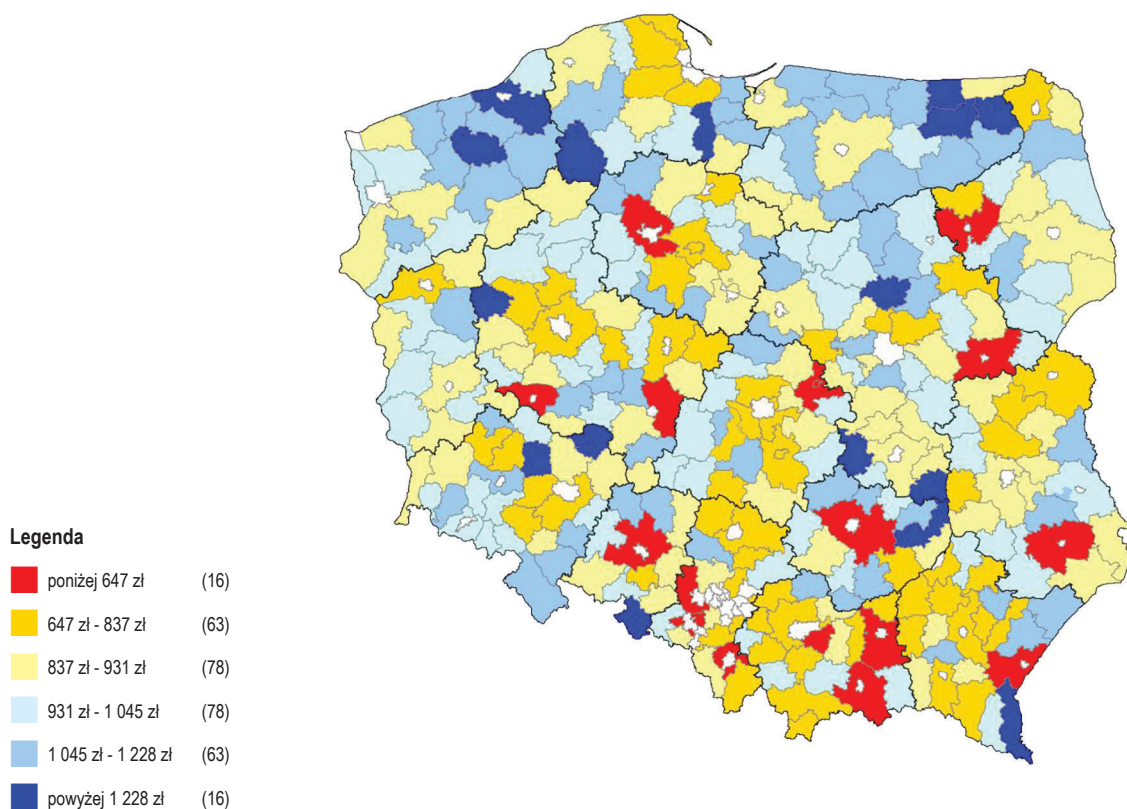 Legenda
poniżej 647 zł (16)
647 zł - 837 zł (63)
837 zł - 931 zł (78)
931 zł - 1 045 zł (78)
1 045 zł - 1 228 zł (63)
powyżej 1 228 zł (16)